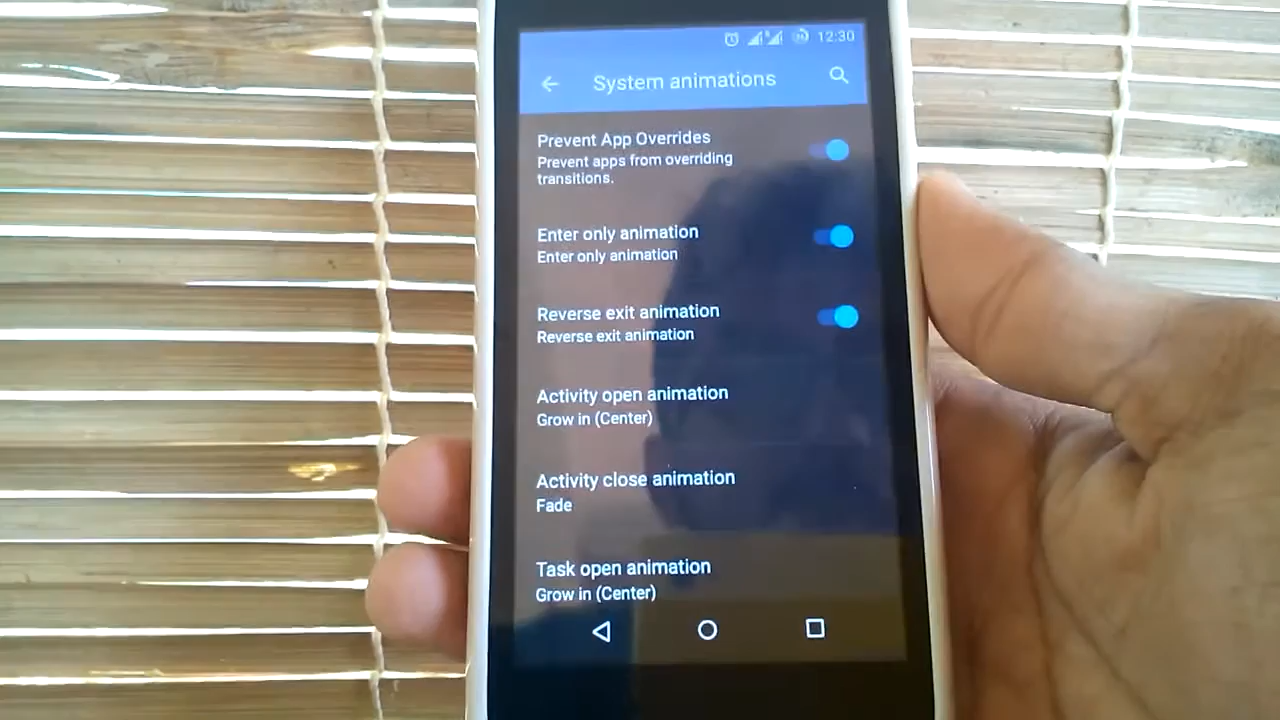 12:30
System animations
Prevent App Overrides
Prevent apps from overriding
transitions.
Enter only animation
Enter only animation
Reverse exit animation
Reverse exit animation
Activity open animation
Grow in (Center)
Activity close animation
Fade
Task open animation
Grow in (Center)